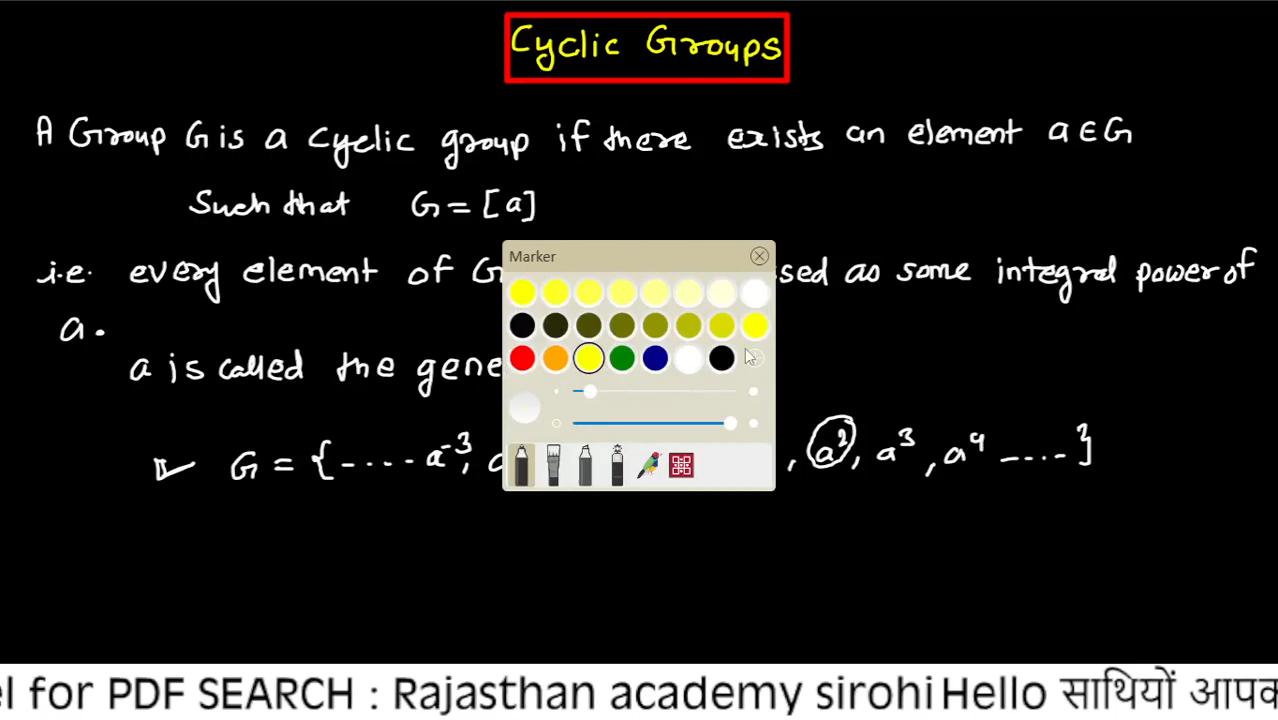 Cyclic Groups
A Group G is a cyclic group if there exists an element a∈G
Such that G = [a]
i.e. every element of G sed as some integral power of
a.
a is called the gene
G = {-...- a⁻³, a , a², a³, a⁴ -...-}
Marker
el for PDF SEARCH : Rajasthan academy sirohi Hello साथियों आपक